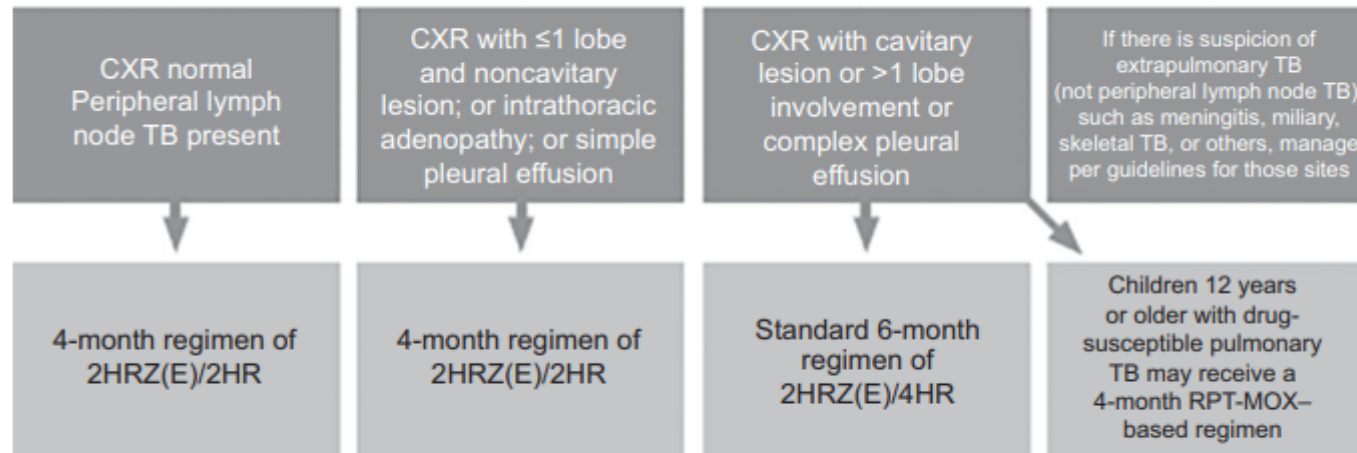 CXR normal
Peripheral lymph
node TB present
CXR with ≤1 lobe
and noncavitary
lesion; or intrathoracic
adenopathy; or simple
pleural effusion
CXR with cavitary
lesion or >1 lobe
involvement or
complex pleural
effusion
If there is suspicion of
extrapulmonary TB
(not peripheral lymph node TB)
such as meningitis, miliary,
skeletal TB, or others, manage
per guidelines for those sites
4-month regimen of
2HRZ(E)/2HR
4-month regimen of
2HRZ(E)/2HR
Standard 6-month
regimen of
2HRZ(E)/4HR
Children 12 years
or older with drug-
susceptible pulmonary
TB may receive a
4-month RPT-MOX–
based regimen